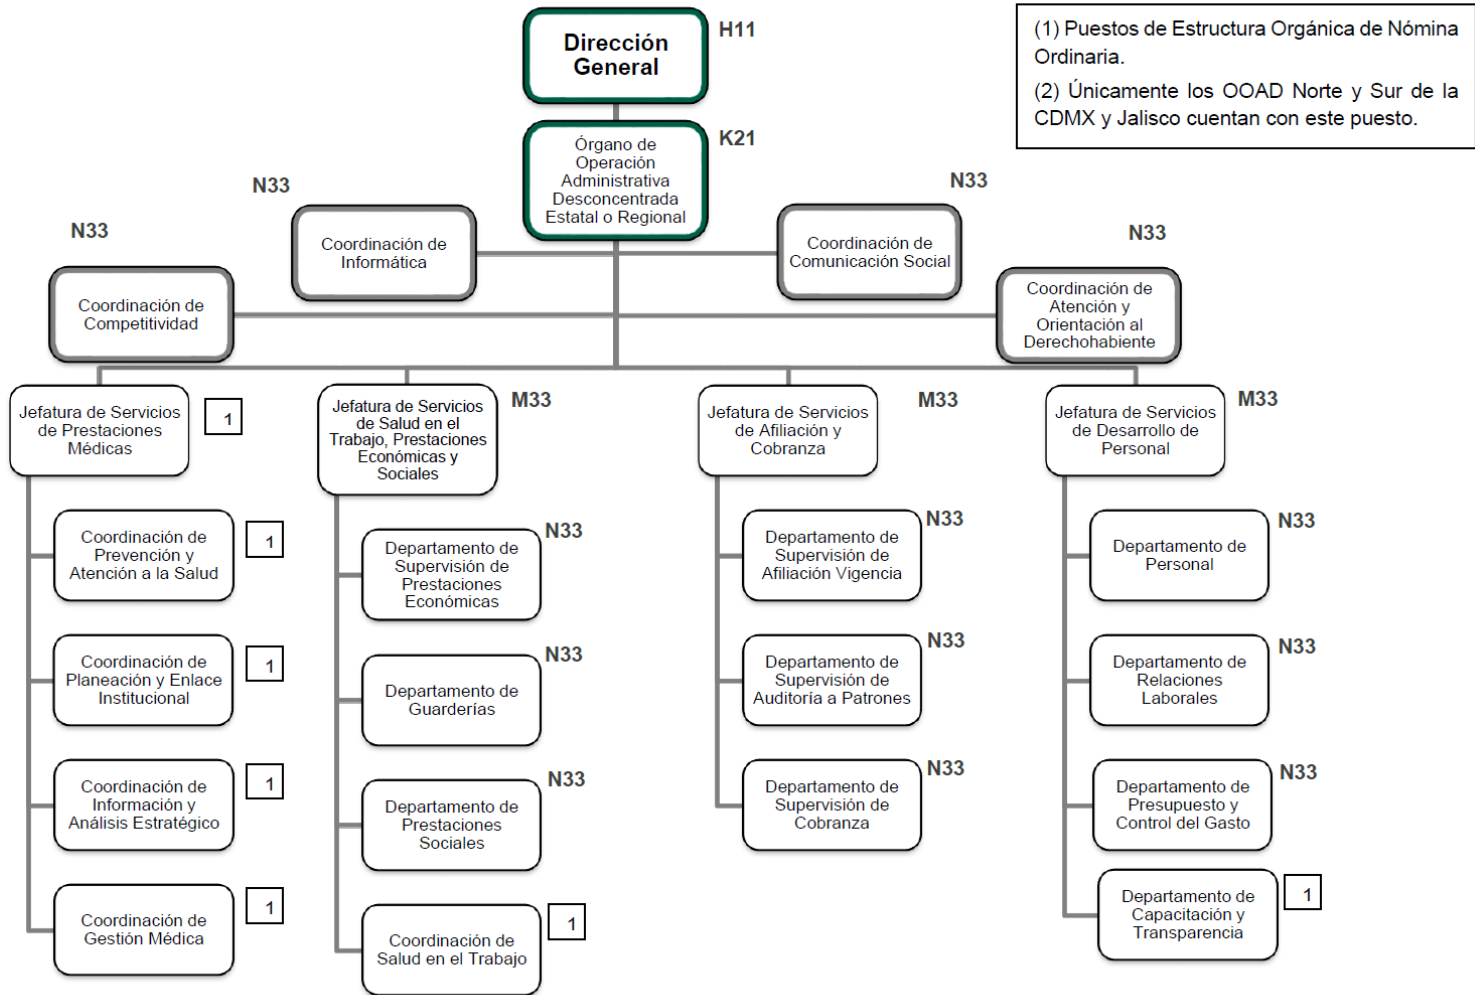 Dirección
General
H11
(1) Puestos de Estructura Orgánica de Nómina
Ordinaria.
(2) Únicamente los OOAD Norte y Sur de la
CDMX y Jalisco cuentan con este puesto.
Órgano de
Operación
Administrativa
Desconcentrada
Estatal o Regional
K21
N33
Coordinación de
Informática
N33
Coordinación de
Comunicación Social
N33
Coordinación de
Competitividad
N33
Coordinación de
Atención y
Orientación al
Derechohabiente
Jefatura de Servicios
de Prestaciones
Médicas
1
Jefatura de Servicios
de Salud en el
Trabajo, Prestaciones
Económicas y
Sociales
M33
Jefatura de Servicios
de Afiliación y
Cobranza
M33
Jefatura de Servicios
de Desarrollo de
Personal
M33
Coordinación de
Prevención y
Atención a la Salud
1
Coordinación de
Planeación y Enlace
Institucional
1
Coordinación de
Información y
Análisis Estratégico
1
Coordinación de
Gestión Médica
1
Departamento de
Supervisión de
Prestaciones
Económicas
N33
Departamento de
Guarderías
N33
Departamento de
Prestaciones
Sociales
N33
Coordinación de
Salud en el Trabajo
1
Departamento de
Supervisión de
Afiliación Vigencia
N33
Departamento de
Supervisión de
Auditoría a Patrones
N33
Departamento de
Supervisión de
Cobranza
N33
Departamento de
Personal
N33
Departamento de
Relaciones
Laborales
N33
Departamento de
Presupuesto y
Control del Gasto
N33
Departamento de
Capacitación y
Transparencia
1